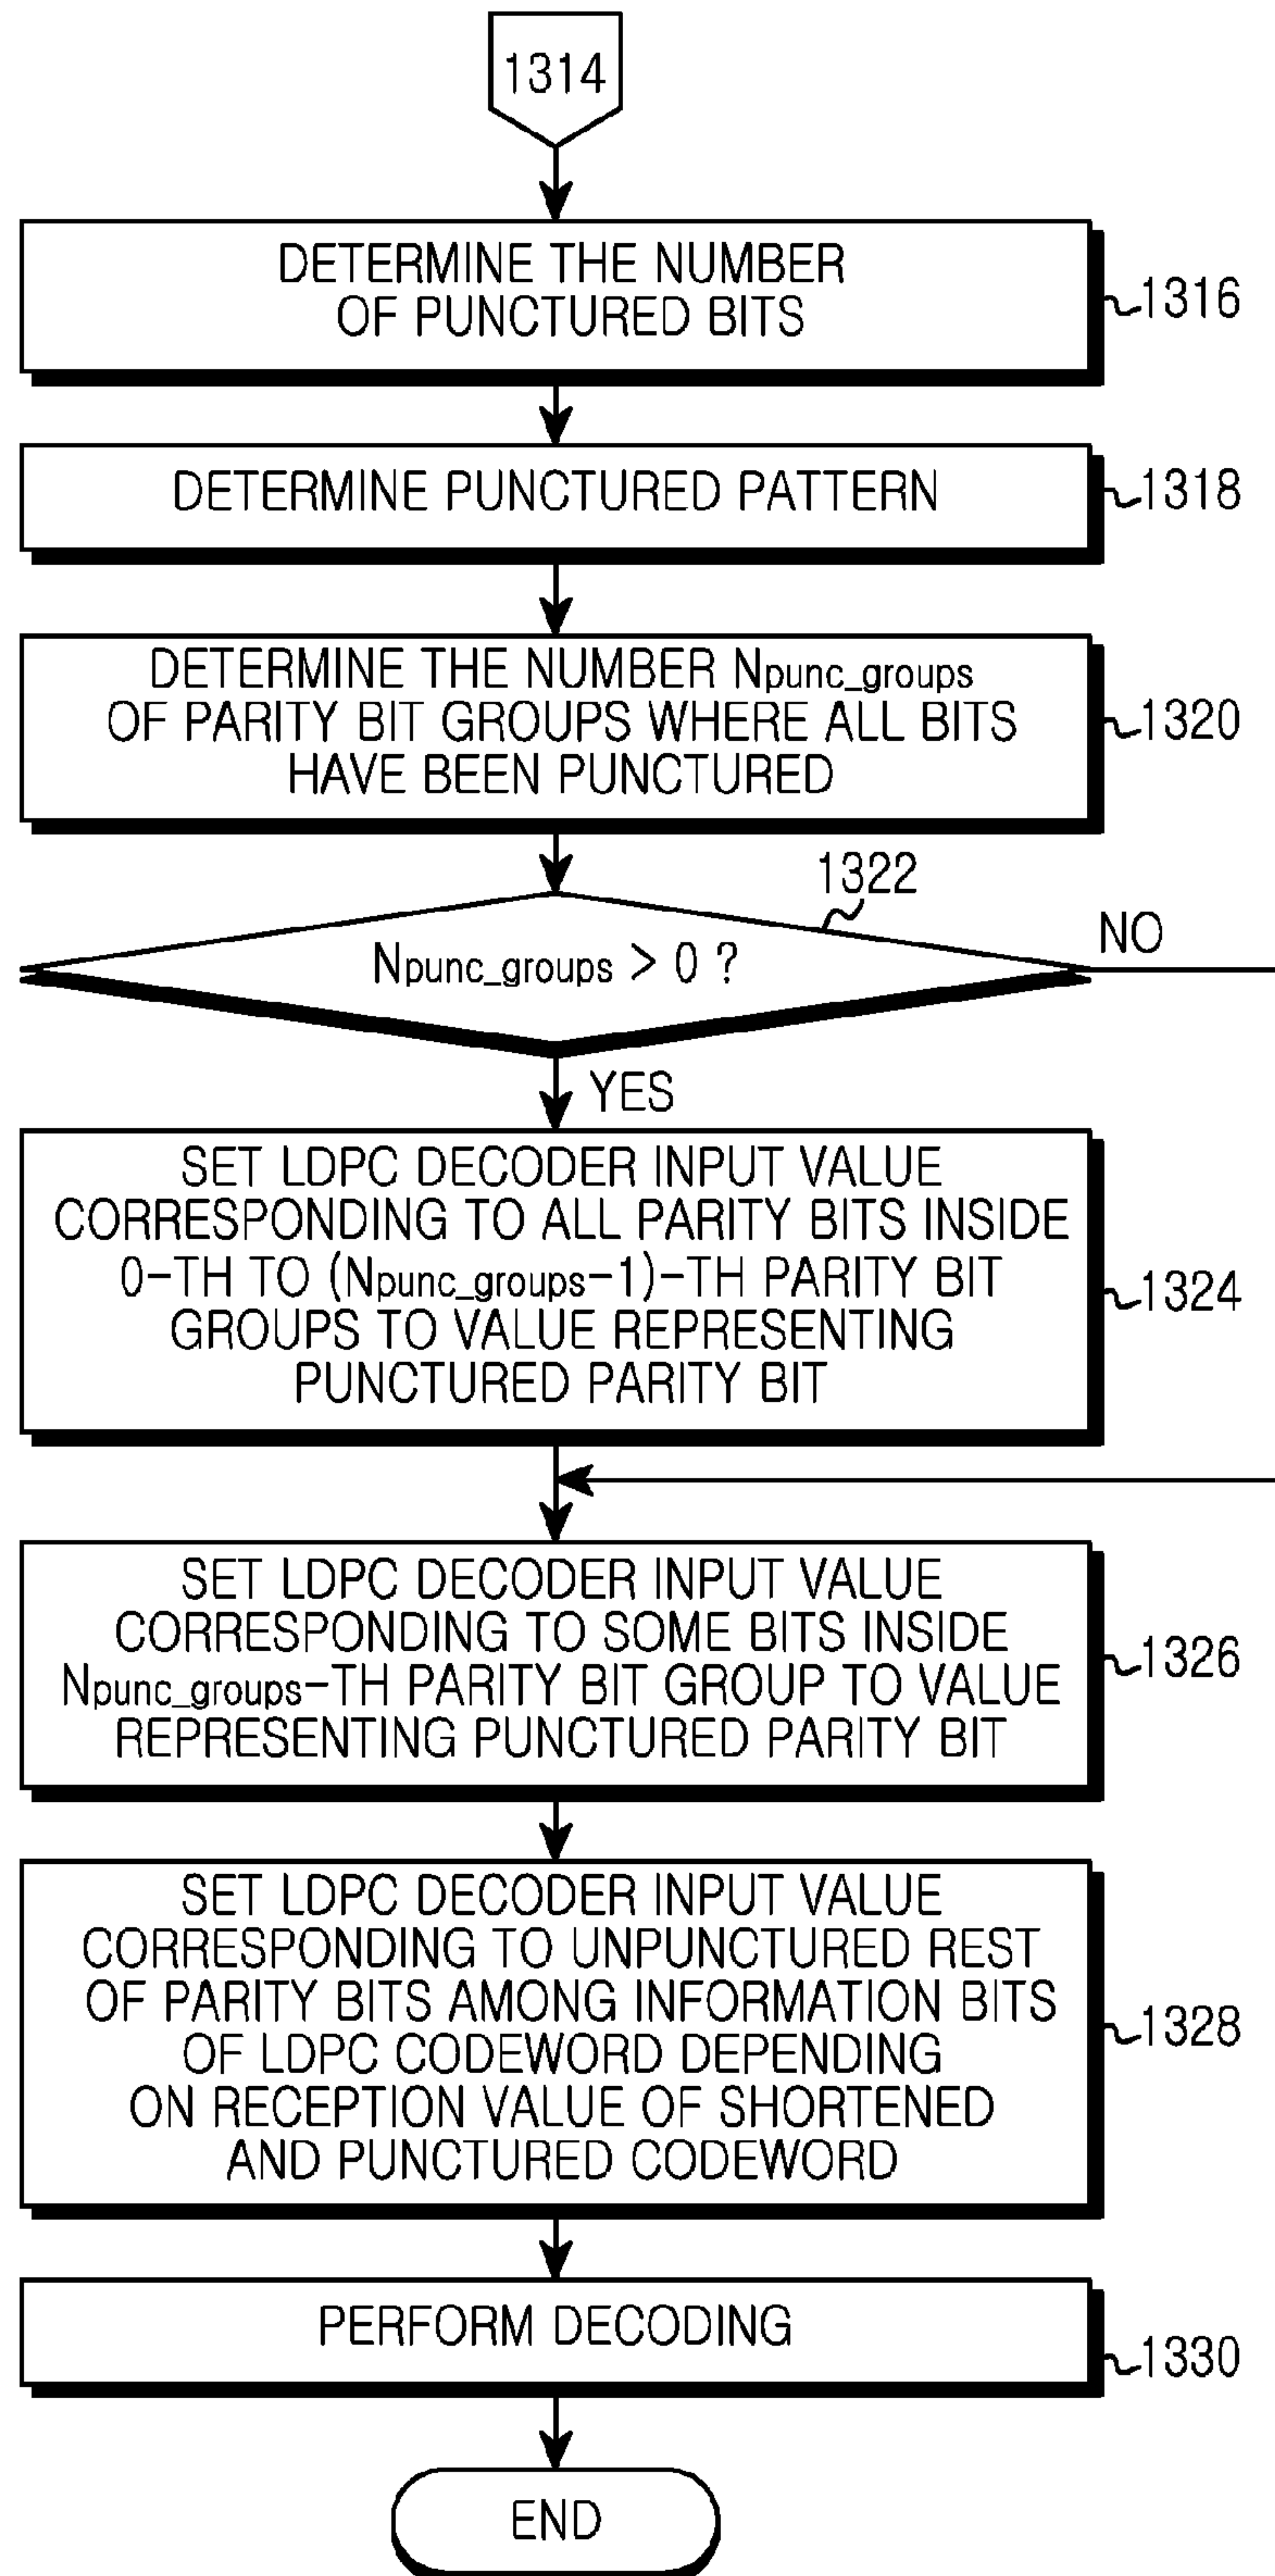 1314
DETERMINE THE NUMBER
OF PUNCTURED BITS
1316
DETERMINE PUNCTURED PATTERN
1318
DETERMINE THE NUMBER Npunc_groups
OF PARITY BIT GROUPS WHERE ALL BITS
HAVE BEEN PUNCTURED
1320
1322
Npunc_groups > 0 ?
NO
YES
SET LDPC DECODER INPUT VALUE
CORRESPONDING TO ALL PARITY BITS INSIDE
0-TH TO (Npunc_groups-1)-TH PARITY BIT
GROUPS TO VALUE REPRESENTING
PUNCTURED PARITY BIT
1324
SET LDPC DECODER INPUT VALUE
CORRESPONDING TO SOME BITS INSIDE
Npunc_groups-TH PARITY BIT GROUP TO VALUE
REPRESENTING PUNCTURED PARITY BIT
1326
SET LDPC DECODER INPUT VALUE
CORRESPONDING TO UNPUNCTURED REST
OF PARITY BITS AMONG INFORMATION BITS
OF LDPC CODEWORD DEPENDING
ON RECEPTION VALUE OF SHORTENED
AND PUNCTURED CODEWORD
1328
PERFORM DECODING
1330
END